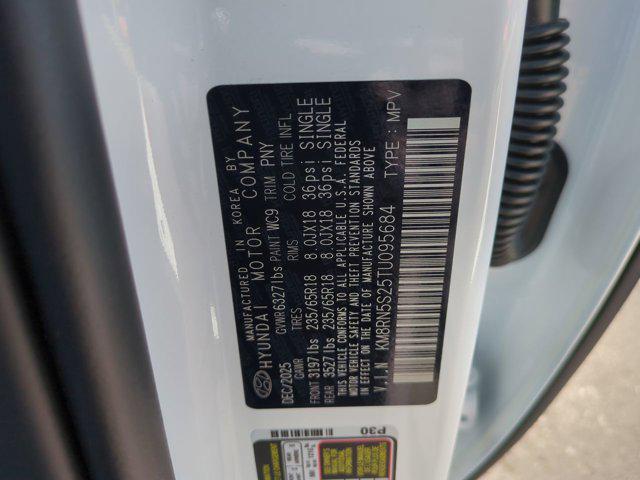 MANUFACTURED IN KOREA BY
HYUNDAI MOTOR COMPANY
DEC/2025 GVWR 6327lbs PAINT WC9 TRIM PNY
GAWR TIRES RIMS COLD TIRE INFL
FRONT 3197lbs 235/65R18 8.0JX18 36psi SINGLE
REAR 3527lbs 235/65R18 8.0JX18 36psi SINGLE
THIS VEHICLE CONFORMS TO ALL APPLICABLE U.S.A. FEDERAL
MOTOR VEHICLE SAFETY AND THEFT PREVENTION STANDARDS
IN EFFECT ON THE DATE OF MANUFACTURE SHOWN ABOVE
V.I.N: KM8RN5S25TU095684 TYPE: MPV
P30